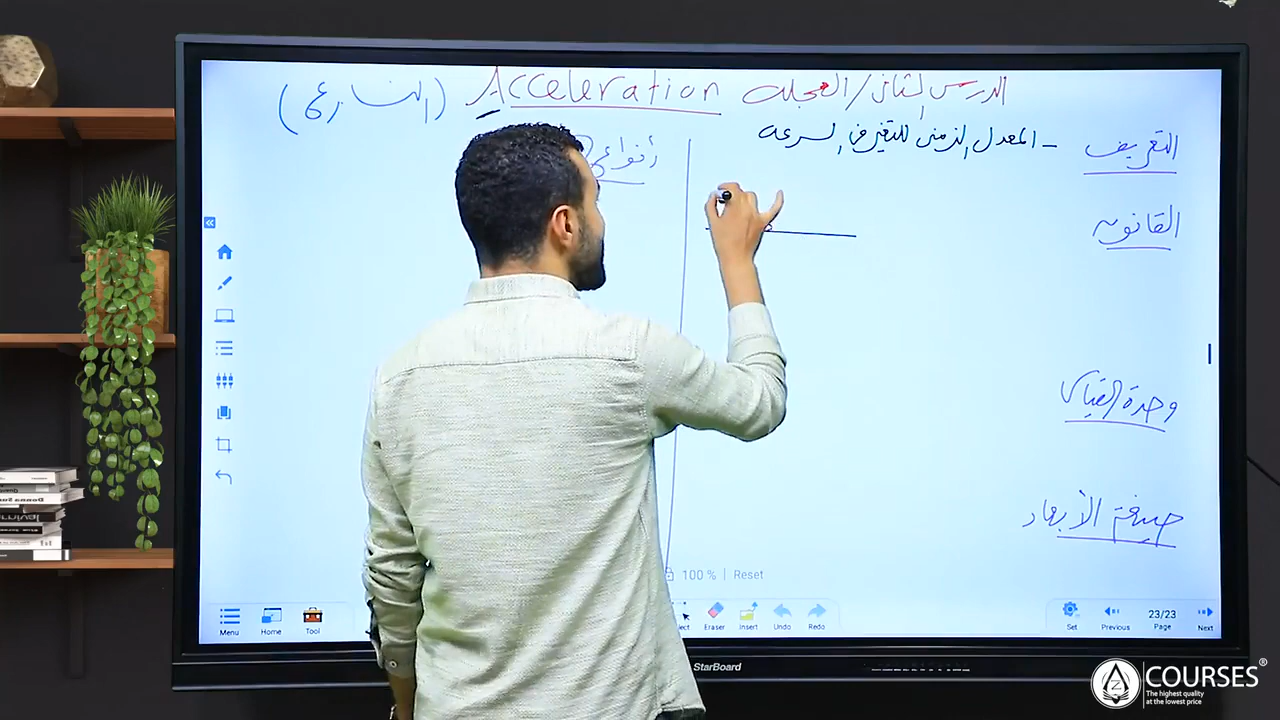 الدرس الثاني / العجلة Acceleration (التسارع)
التعريف - المعدل الزمني للتغير في السرعة
أنواع
القانون
وحدة القياس
صيغة الأبعاد
100 % | Reset
Menu Home Tool
Eraser Insert Undo Redo
Set Previous 23/23 Page Next
StarBoard
COURSES®
The highest quality
at the lowest price